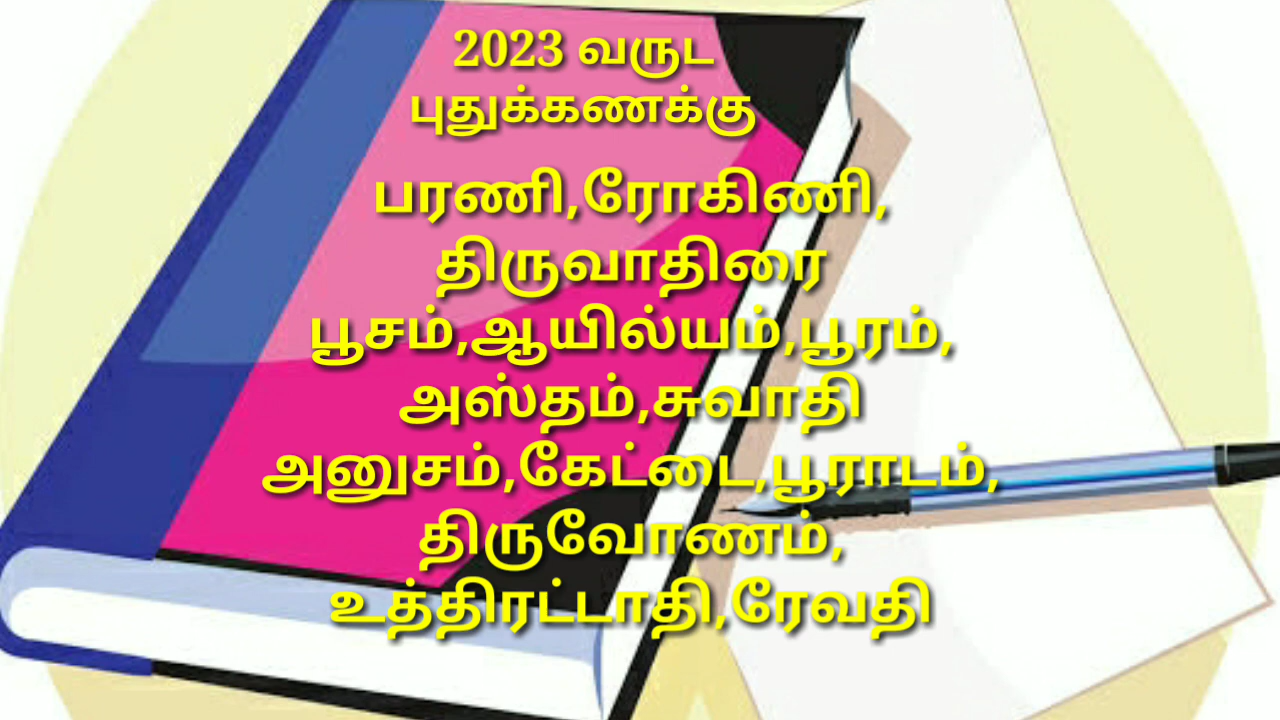 2023 வருட
புதுக்கணக்கு
பரணி,ரோகிணி,
திருவாதிரை
பூசம்,ஆயில்யம்,பூரம்,
அஸ்தம்,சுவாதி
அனுசம்,கேட்டை,பூராடம்,
திருவோணம்,
உத்திரட்டாதி,ரேவதி